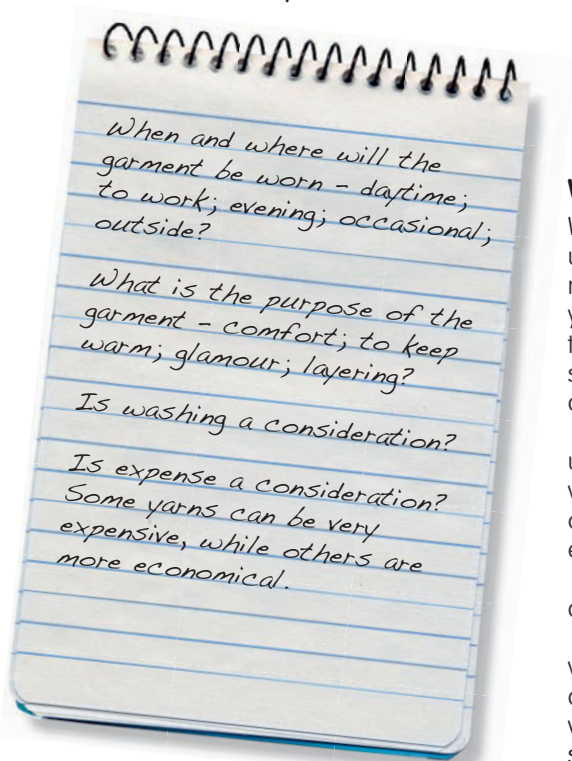 When and where will the
garment be worn - daytime;
to work; evening; occasional;
outside?
What is the purpose of the
garment - comfort; to keep
warm; glamour; layering?
Is washing a consideration?
Is expense a consideration?
Some yarns can be very
expensive, while others are
more economical.